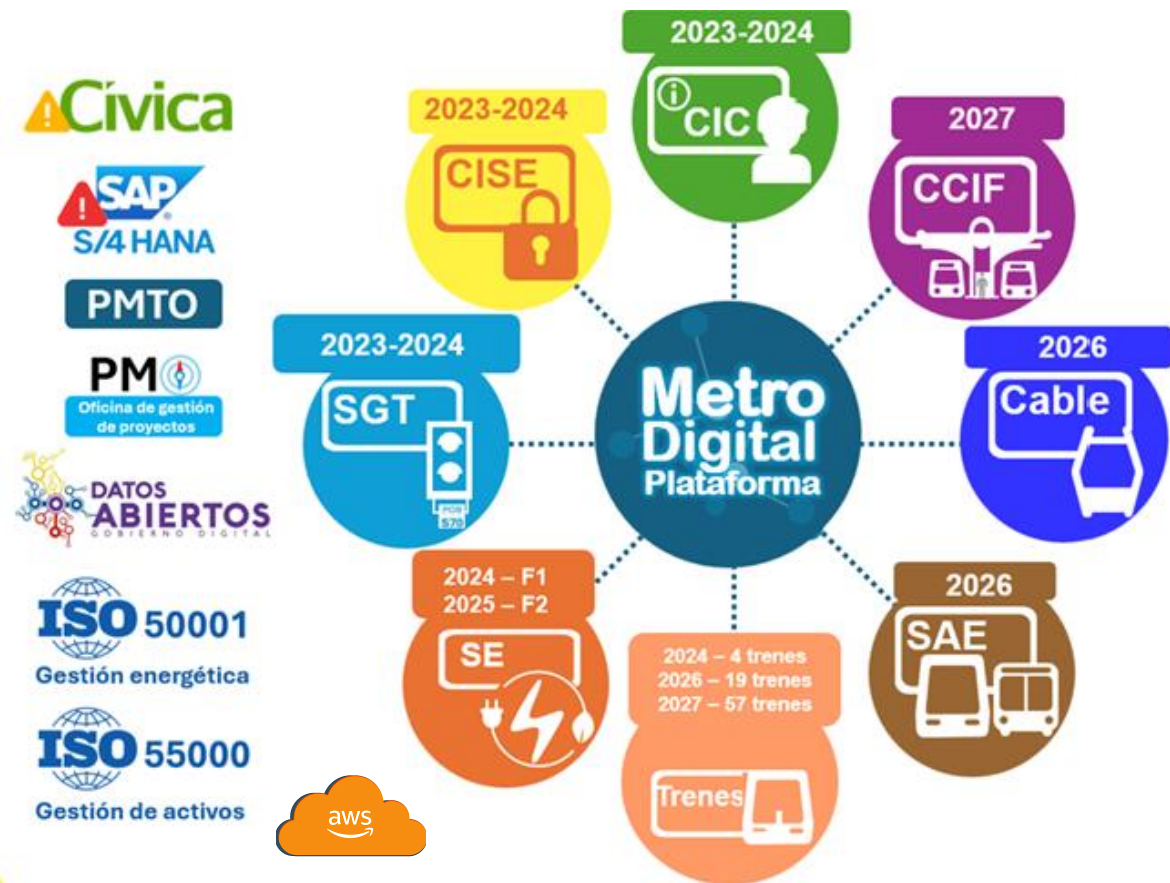 Cívica
SAP
S/4 HANA
PMTO
PMO
Oficina de gestión
de proyectos
DATOS
ABIERTOS
GOBIERNO DIGITAL
ISO 50001
Gestión energética
ISO 55000
Gestión de activos
aws
2023-2024
CISE
2023-2024
CIC
2027
CCIF
2023-2024
SGT
2026
Cable
Metro
Digital
Plataforma
2024 – F1
2025 – F2
SE
2024 – 4 trenes
2026 – 19 trenes
2027 – 57 trenes
Trenes
2026
SAE